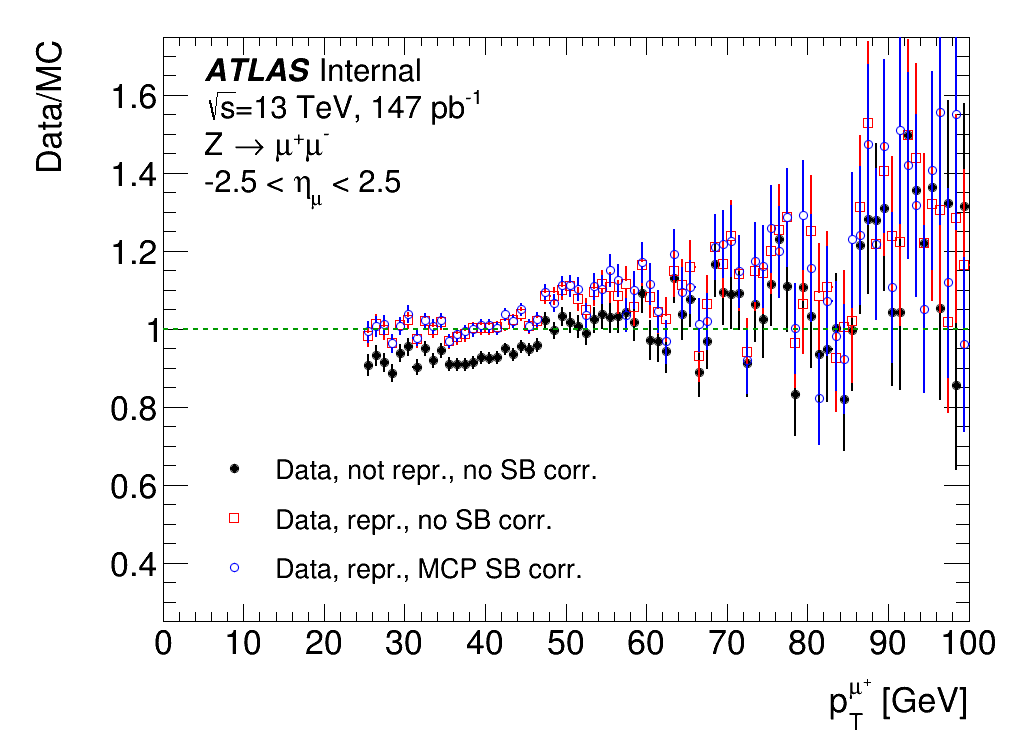 Data/MC
ATLAS Internal
√s=13 TeV, 147 pb⁻¹
Z → μ⁺μ⁻
-2.5 < η_μ < 2.5
1.6
1.4
1.2
1
0.8
0.6
0.4
Data, not repr., no SB corr.
Data, repr., no SB corr.
Data, repr., MCP SB corr.
0 10 20 30 40 50 60 70 80 90 100
p_T^μ⁺ [GeV]